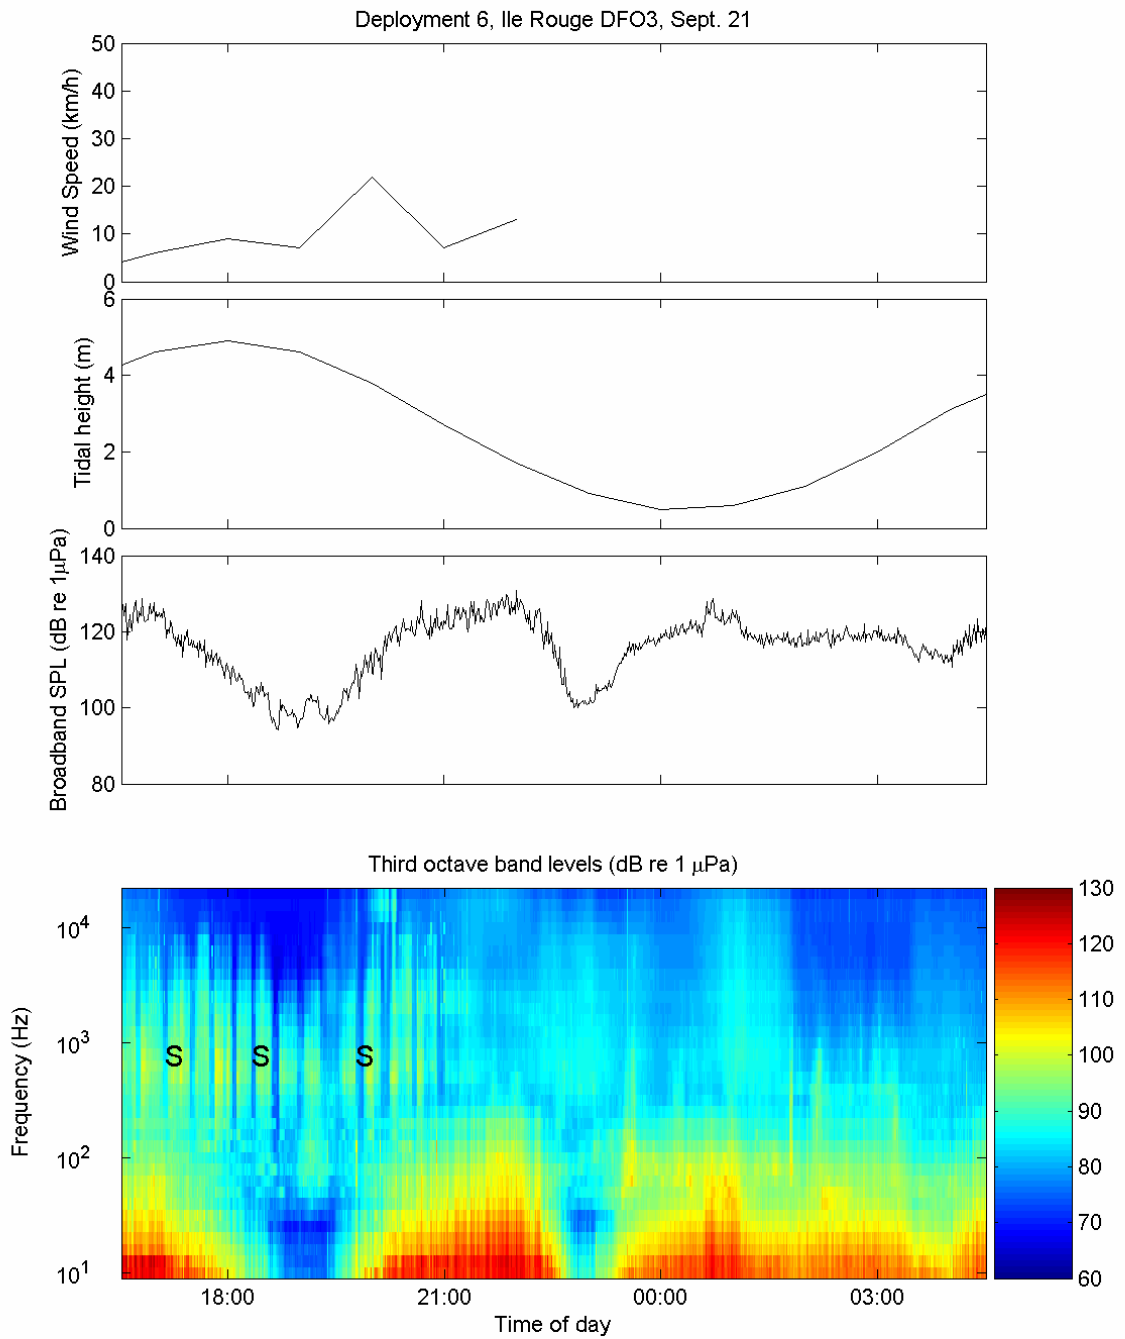 Deployment 6, Ile Rouge DFO3, Sept. 21
Wind Speed (km/h)
50
40
30
20
10
0
Tidal height (m)
6
4
2
0
Broadband SPL (dB re 1μPa)
140
120
100
80
Third octave band levels (dB re 1 μPa)
Frequency (Hz)
10⁴
10³
10²
10¹
S S S
18:00 21:00 00:00 03:00
Time of day
130
120
110
100
90
80
70
60